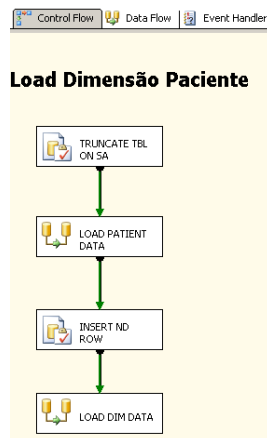 Control Flow Data Flow Event Handler
Load Dimensão Paciente
TRUNCATE TBL
ON SA
LOAD PATIENT
DATA
INSERT ND
ROW
LOAD DIM DATA